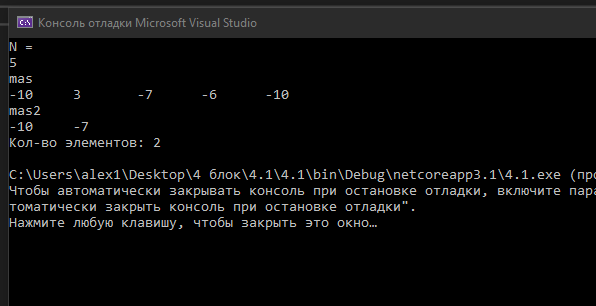 Консоль отладки Microsoft Visual Studio
N =
5
mas
-10 3 -7 -6 -10
mas2
-10 -7
Кол-во элементов: 2
C:\Users\alex1\Desktop\4 блок\4.1\4.1\bin\Debug\netcoreapp3.1\4.1.exe (про
Чтобы автоматически закрывать консоль при остановке отладки, включите пара
томатически закрыть консоль при остановке отладки".
Нажмите любую клавишу, чтобы закрыть это окно…